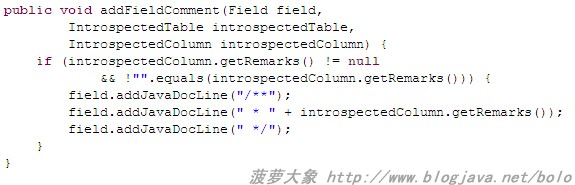 public void addFieldComment(Field field,
        IntrospectedTable introspectedTable,
        IntrospectedColumn introspectedColumn) {
    if (introspectedColumn.getRemarks() != null
            && !"".equals(introspectedColumn.getRemarks())) {
        field.addJavaDocLine("/**");
        field.addJavaDocLine(" * " + introspectedColumn.getRemarks());
        field.addJavaDocLine(" */");
    }
}
菠萝大象 http://www.blogjava.net/bolo